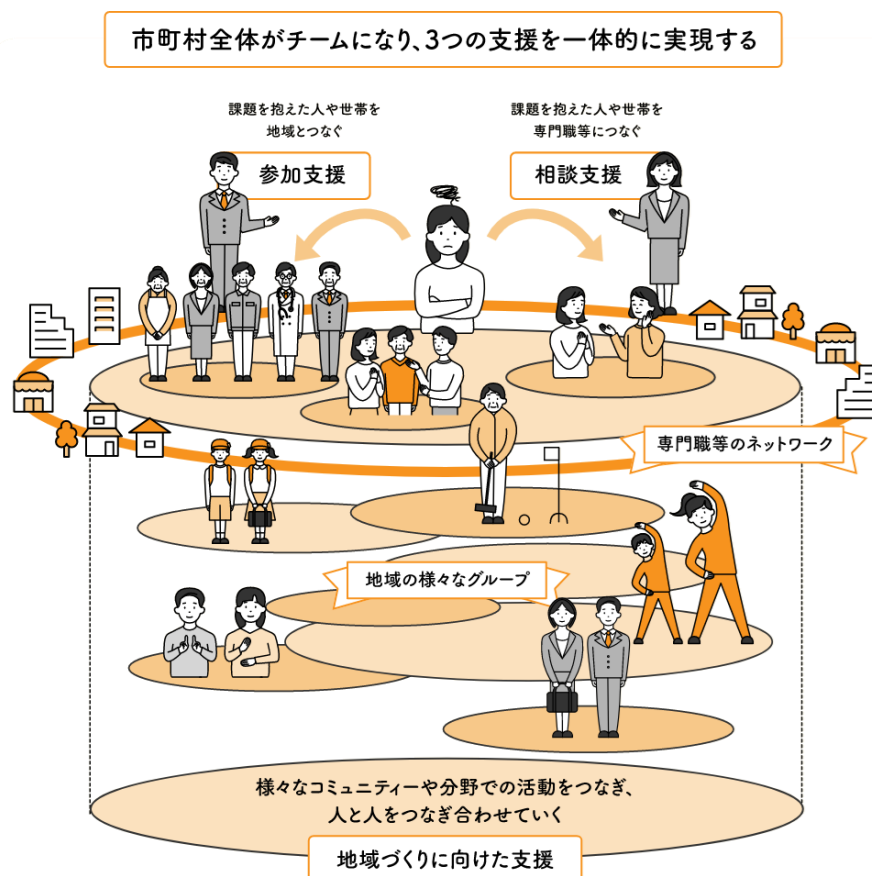 市町村全体がチームになり、3つの支援を一体的に実現する
課題を抱えた人や世帯を
地域とつなぐ
参加支援
課題を抱えた人や世帯を
専門職等につなぐ
相談支援
専門職等のネットワーク
地域の様々なグループ
様々なコミュニティーや分野での活動をつなぎ、
人と人をつなぎ合わせていく
地域づくりに向けた支援